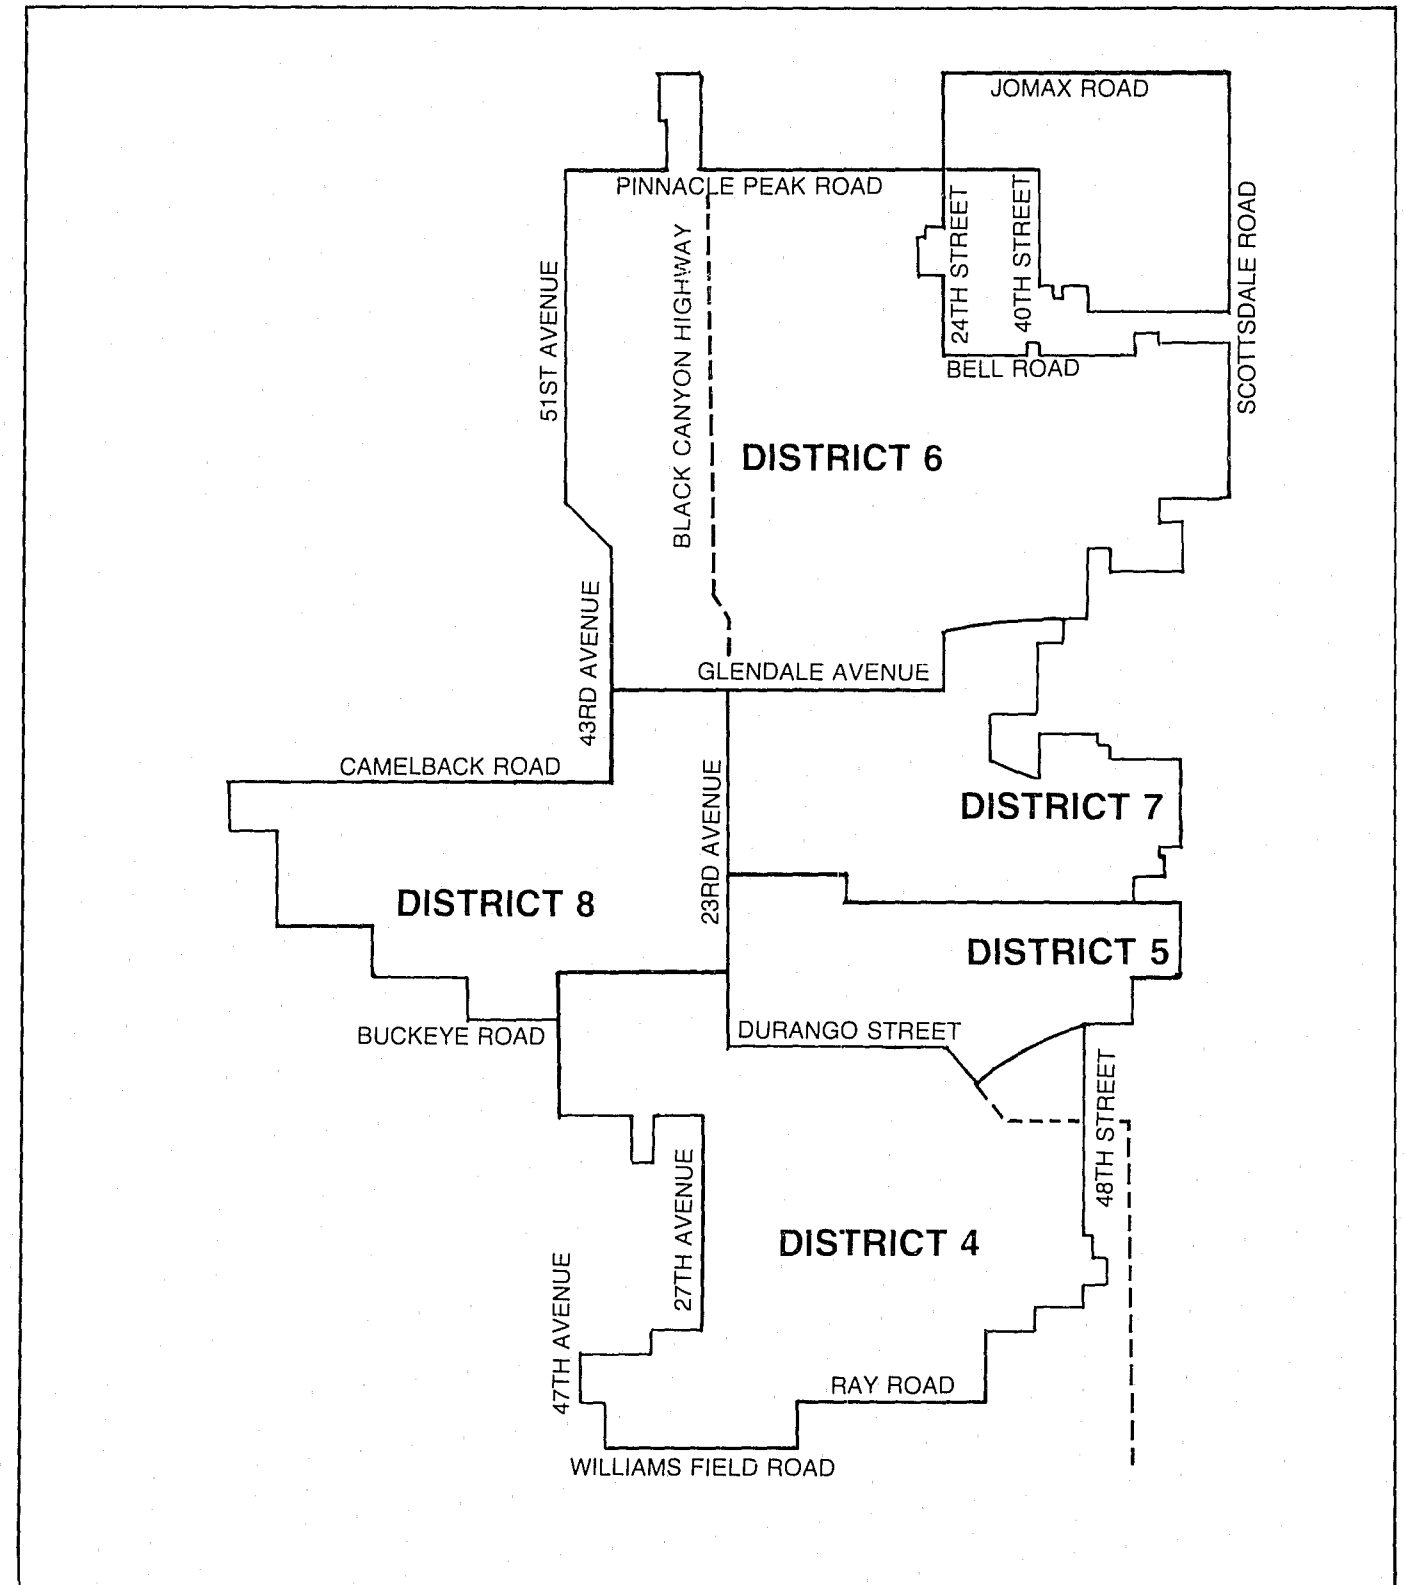 JOMAX ROAD
PINNACLE PEAK ROAD
24TH STREET
40TH STREET
SCOTTSDALE ROAD
51ST AVENUE
BLACK CANYON HIGHWAY
BELL ROAD
DISTRICT 6
43RD AVENUE
GLENDALE AVENUE
CAMELBACK ROAD
23RD AVENUE
DISTRICT 7
DISTRICT 8
DISTRICT 5
BUCKEYE ROAD
DURANGO STREET
48TH STREET
27TH AVENUE
DISTRICT 4
47TH AVENUE
RAY ROAD
WILLIAMS FIELD ROAD